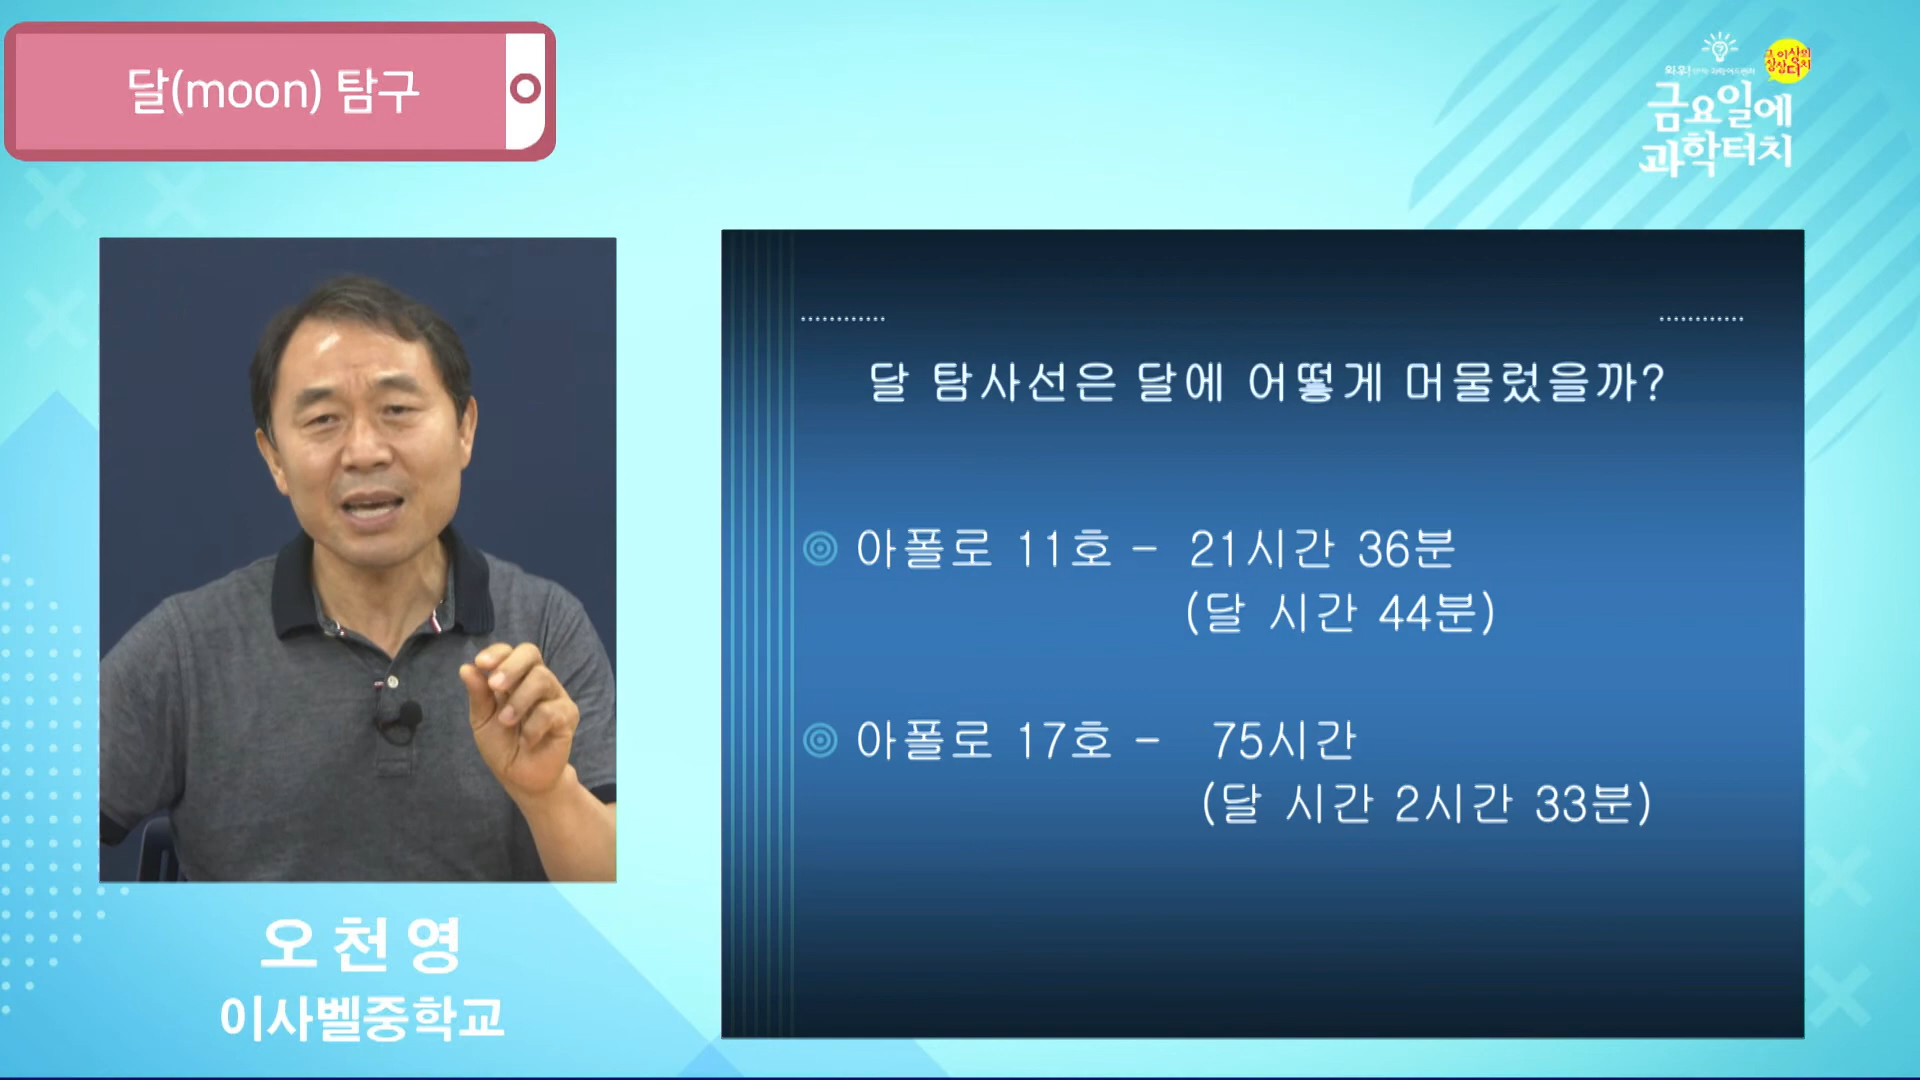 달(moon) 탐구
금요일에
과학터치
달 탐사선은 달에 어떻게 머물렀을까?
아폴로 11호 - 21시간 36분
(달 시간 44분)
아폴로 17호 - 75시간
(달 시간 2시간 33분)
오천영
이사벨중학교